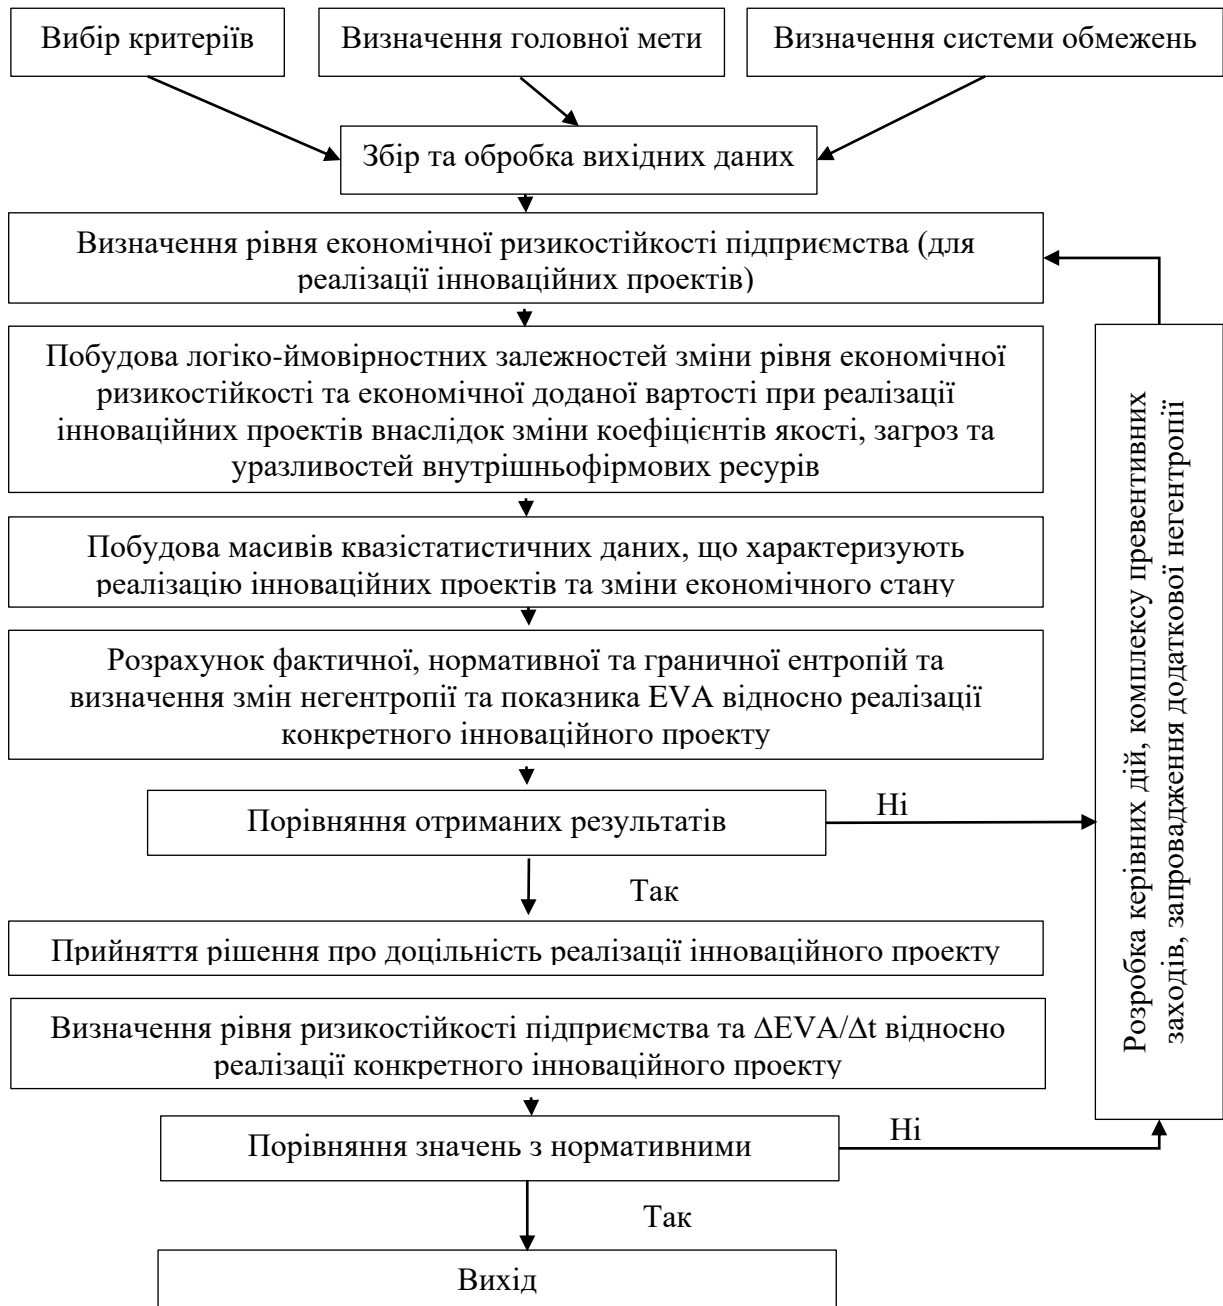 Вибір критеріїв
Визначення головної мети
Визначення системи обмежень
Збір та обробка вихідних даних
Визначення рівня економічної ризикостійкості підприємства (для
реалізації інноваційних проектів)
Побудова логіко-ймовірностних залежностей зміни рівня економічної
ризикостійкості та економічної доданої вартості при реалізації
інноваційних проектів внаслідок зміни коефіцієнтів якості, загроз та
уразливостей внутрішньофірмових ресурів
Побудова масивів квазістатистичних даних, що характеризують
реалізацію інноваційних проектів та зміни економічного стану
Розрахунок фактичної, нормативної та граничної ентропій та
визначення змін негентропії та показника EVA відносно реалізації
конкретного інноваційного проекту
Порівняння отриманих результатів
Ні
Так
Прийняття рішення про доцільність реалізації інноваційного проекту
Визначення рівня ризикостійкості підприємства та ΔEVA/Δt відносно
реалізації конкретного інноваційного проекту
Порівняння значень з нормативними
Ні
Так
Вихід
Розробка керівних дій, комплексу превентивних
заходів, запровадження додаткової негентропії